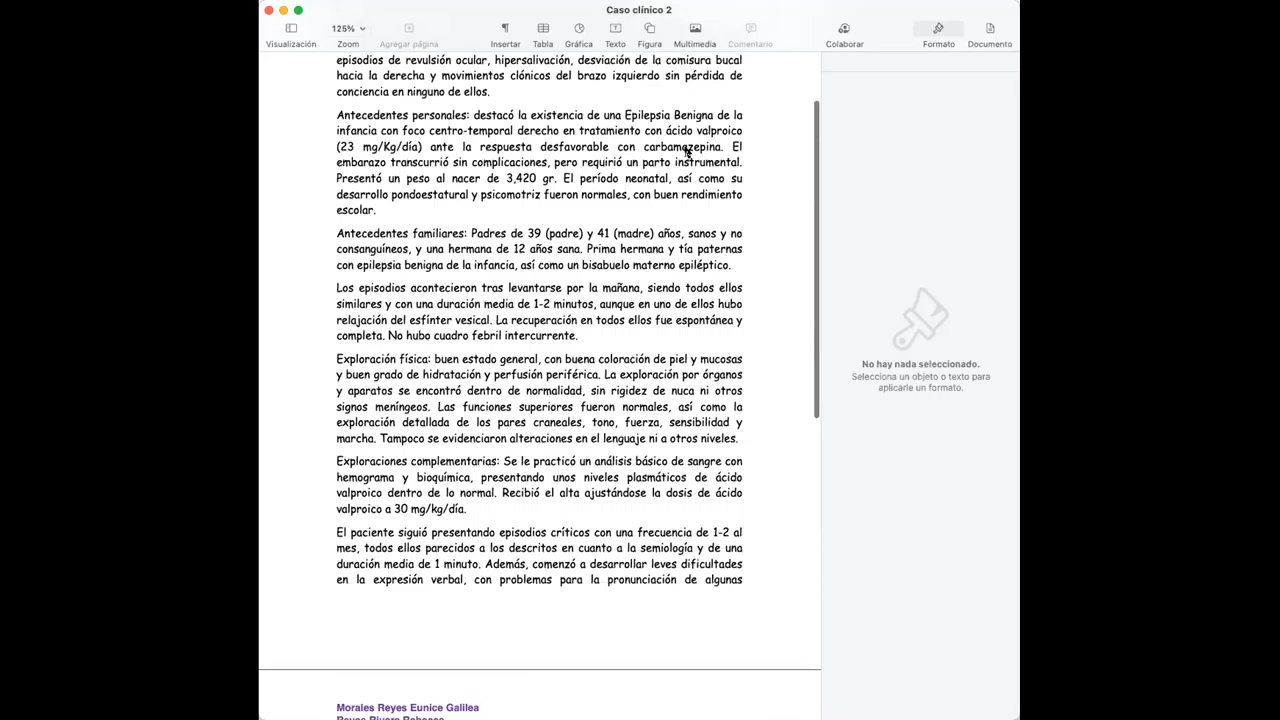 Caso clínico 2
125%
Visualización
Zoom
Agregar página
Insertar
Tabla
Gráfica
Texto
Figura
Multimedia
Comentario
Colaborar
Formato
Documento
episodios de revulsión ocular, hipersalivación, desviación de la comisura bucal
hacia la derecha y movimientos clónicos del brazo izquierdo sin pérdida de
conciencia en ninguno de ellos.
Antecedentes personales: destacó la existencia de una Epilepsia Benigna de la
infancia con foco centro-temporal derecho en tratamiento con ácido valproico
(23 mg/Kg/día) ante la respuesta desfavorable con carbamazepina. El
embarazo transcurrió sin complicaciones, pero requirió un parto instrumental.
Presentó un peso al nacer de 3,420 gr. El período neonatal, así como su
desarrollo pondoestatural y psicomotriz fueron normales, con buen rendimiento
escolar.
Antecedentes familiares: Padres de 39 (padre) y 41 (madre) años, sanos y no
consanguíneos, y una hermana de 12 años sana. Prima hermana y tía paternas
con epilepsia benigna de la infancia, así como un bisabuelo materno epiléptico.
Los episodios acontecieron tras levantarse por la mañana, siendo todos ellos
similares y con una duración media de 1-2 minutos, aunque en uno de ellos hubo
relajación del esfínter vesical. La recuperación en todos ellos fue espontánea y
completa. No hubo cuadro febril intercurrente.
Exploración física: buen estado general, con buena coloración de piel y mucosas
y buen grado de hidratación y perfusión periférica. La exploración por órganos
y aparatos se encontró dentro de normalidad, sin rigidez de nuca ni otros
signos meníngeos. Las funciones superiores fueron normales, así como la
exploración detallada de los pares craneales, tono, fuerza, sensibilidad y
marcha. Tampoco se evidenciaron alteraciones en el lenguaje ni a otros niveles.
Exploraciones complementarias: Se le practicó un análisis básico de sangre con
hemograma y bioquímica, presentando unos niveles plasmáticos de ácido
valproico dentro de lo normal. Recibió el alta ajustándose la dosis de ácido
valproico a 30 mg/kg/día.
El paciente siguió presentando episodios críticos con una frecuencia de 1-2 al
mes, todos ellos parecidos a los descritos en cuanto a la semiología y de una
duración media de 1 minuto. Además, comenzó a desarrollar leves dificultades
en la expresión verbal, con problemas para la pronunciación de algunas
Morales Reyes Eunice Galilea
Reyes Rivera Rebecca
No hay nada seleccionado.
Selecciona un objeto o texto para
aplicarle un formato.